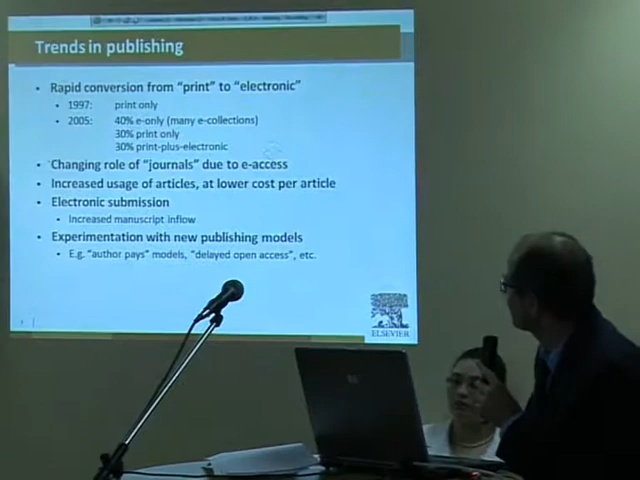 Trends in publishing
• Rapid conversion from "print" to "electronic"
• 1997: print only
• 2005: 40% e-only (many e-collections)
30% print only
30% print-plus-electronic
• Changing role of "journals" due to e-access
• Increased usage of articles, at lower cost per article
• Electronic submission
• Increased manuscript inflow
• Experimentation with new publishing models
• E.g. "author pays" models, "delayed open access", etc.
ELSEVIER
hp